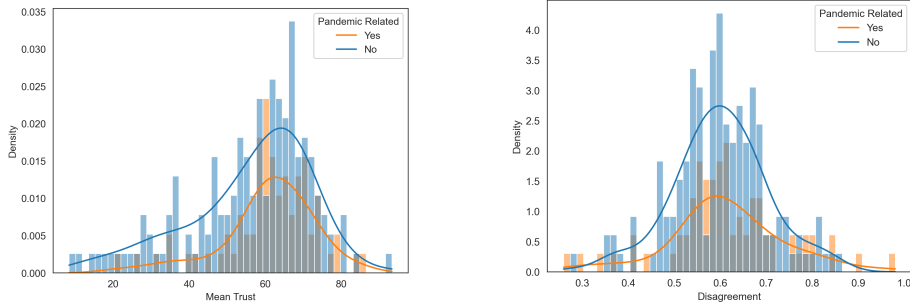 0.035
0.030
0.025
0.020
0.015
0.010
0.005
0.000
Density
20
40
60
80
Mean Trust
Pandemic Related
Yes
No
4.0
3.5
3.0
2.5
2.0
1.5
1.0
0.5
0.0
Density
0.3
0.4
0.5
0.6
0.7
0.8
0.9
1.0
Disagreement
Pandemic Related
Yes
No